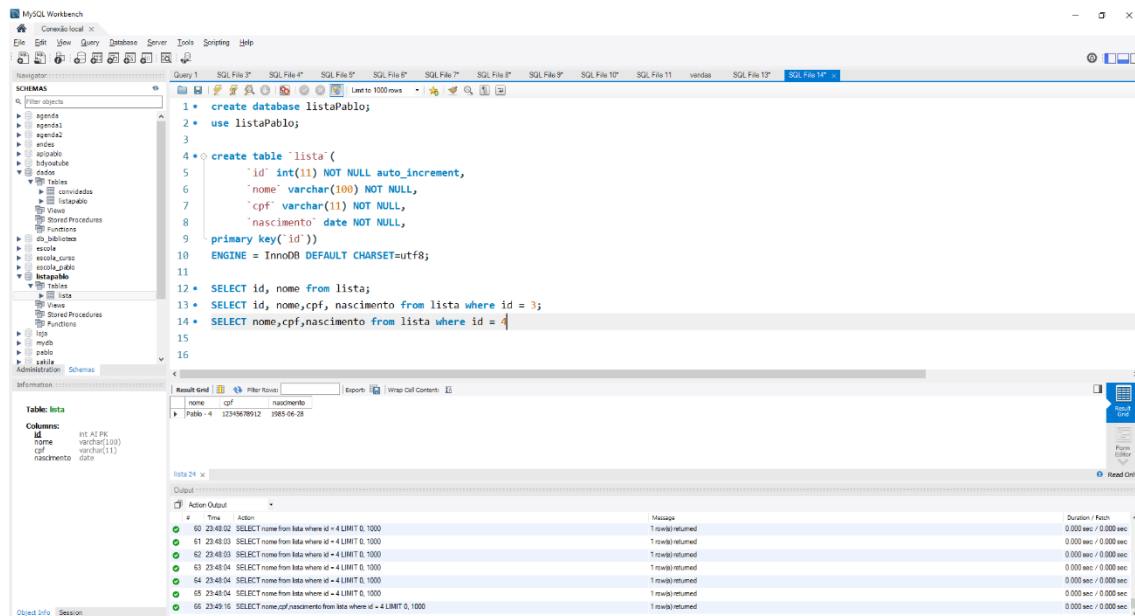 MySQL Workbench
Conexão local ×
File Edit View Query Database Server Tools Scripting Help
Navigator
Query 1 SQL File 3* SQL File 4* SQL File 5* SQL File 6* SQL File 7* SQL File 8* SQL File 9* SQL File 10* SQL File 11 vendas SQL File 13* SQL File 14* ×
SCHEMAS
Limit to 1000 rows
Filter objects
agenda
agenda1
agenda2
andes
apipablo
bdyoutube
dados
Tables
convidados
listapablo
Views
Stored Procedures
Functions
db_biblioteca
escola
escola_curso
escola_pablo
listapablo
Tables
lista
Views
Stored Procedures
Functions
loja
mydb
pablo
sakila
Administration Schemas
1 create database listaPablo;
2 use listaPablo;
3
4 create table `lista`(
5 `id` int(11) NOT NULL auto_increment,
6 `nome` varchar(100) NOT NULL,
7 `cpf` varchar(11) NOT NULL,
8 `nascimento` date NOT NULL,
9 primary key(`id`))
10 ENGINE = InnoDB DEFAULT CHARSET=utf8;
11
12 SELECT id, nome from lista;
13 SELECT id, nome,cpf, nascimento from lista where id = 3;
14 SELECT nome,cpf,nascimento from lista where id = 4
15
16
Information
Table: lista
Columns:
id int AI PK
nome varchar(100)
cpf varchar(11)
nascimento date
Object Info Session
Result Grid Filter Rows: Export: Wrap Cell Content:
nome cpf nascimento
Pablo - 4 12345678912 1985-06-28
Result Grid
Form Editor
lista 24 × Read Only
Output
Action Output
# Time Action Message Duration / Fetch
60 23:48:02 SELECT nome from lista where id = 4 LIMIT 0, 1000 1 row(s) returned 0.000 sec / 0.000 sec
61 23:48:03 SELECT nome from lista where id = 4 LIMIT 0, 1000 1 row(s) returned 0.000 sec / 0.000 sec
62 23:48:03 SELECT nome from lista where id = 4 LIMIT 0, 1000 1 row(s) returned 0.000 sec / 0.000 sec
63 23:48:04 SELECT nome from lista where id = 4 LIMIT 0, 1000 1 row(s) returned 0.000 sec / 0.000 sec
64 23:48:04 SELECT nome from lista where id = 4 LIMIT 0, 1000 1 row(s) returned 0.000 sec / 0.000 sec
65 23:48:04 SELECT nome from lista where id = 4 LIMIT 0, 1000 1 row(s) returned 0.000 sec / 0.000 sec
66 23:49:16 SELECT nome,cpf,nascimento from lista where id = 4 LIMIT 0, 1000 1 row(s) returned 0.000 sec / 0.000 sec